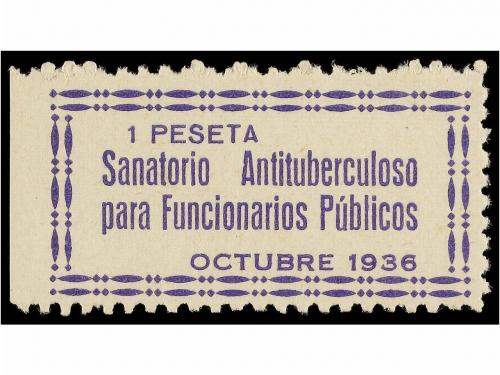 1 PESETA
Sanatorio Antituberculoso
para Funcionarios Públicos
OCTUBRE 1936